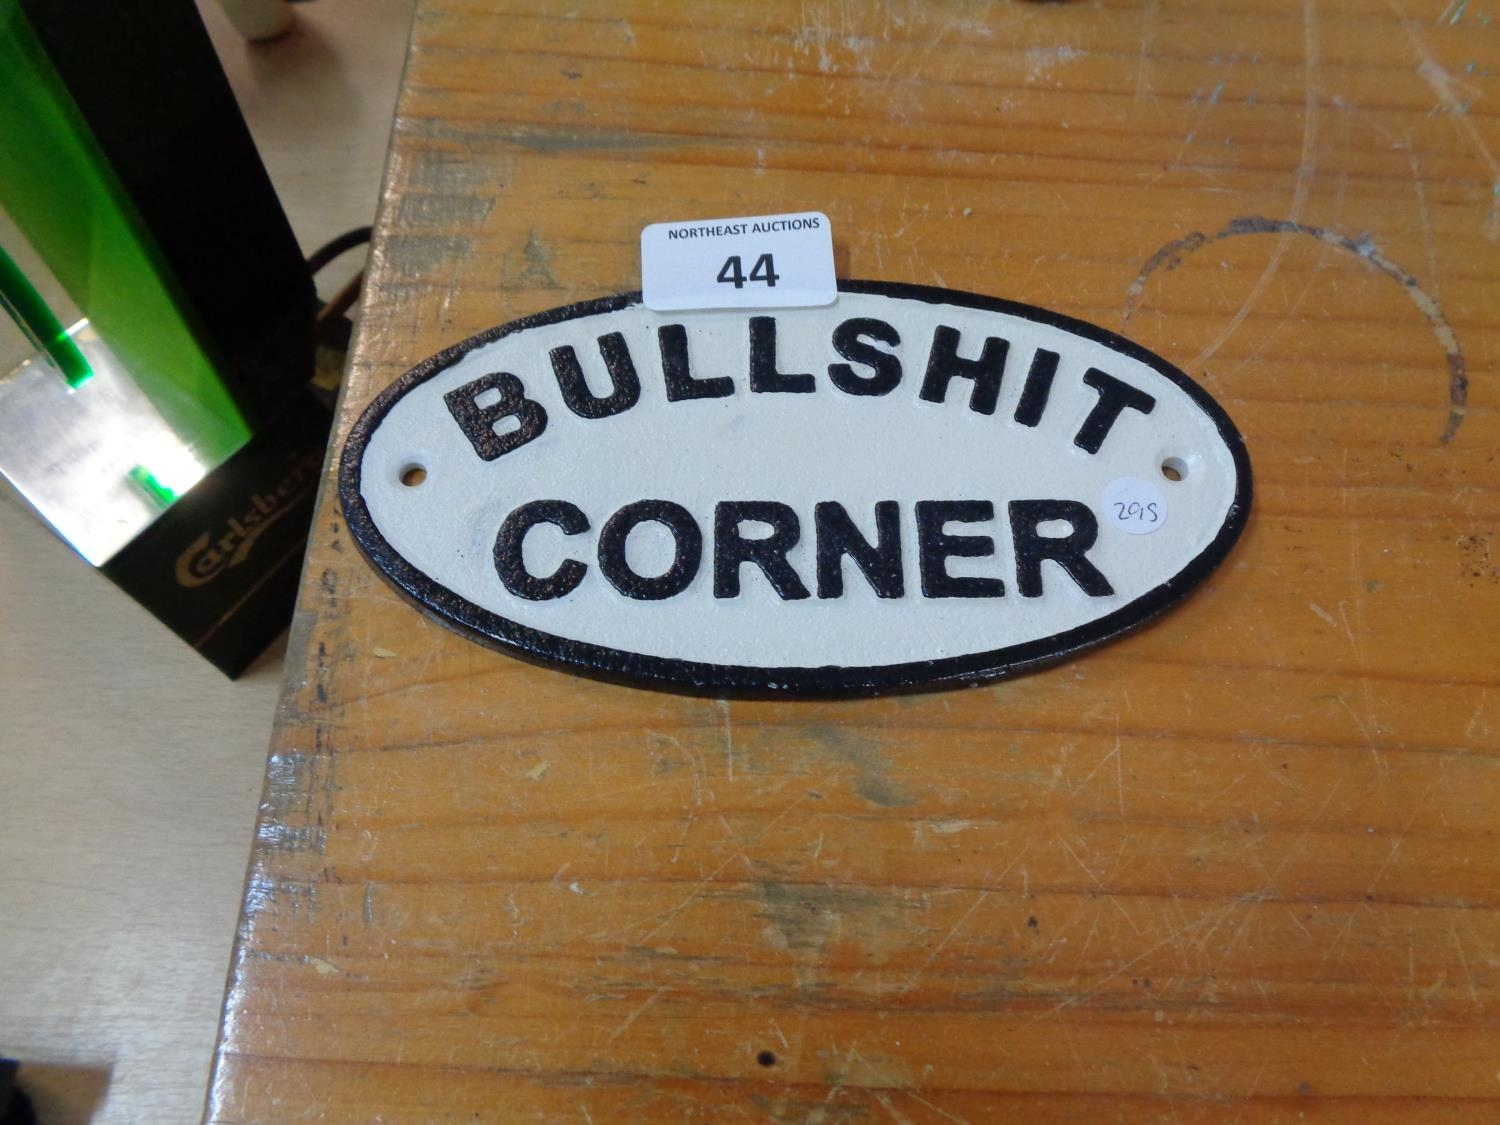 NORTHEAST AUCTIONS
44
BULLSHIT
CORNER
295
Carlsberg